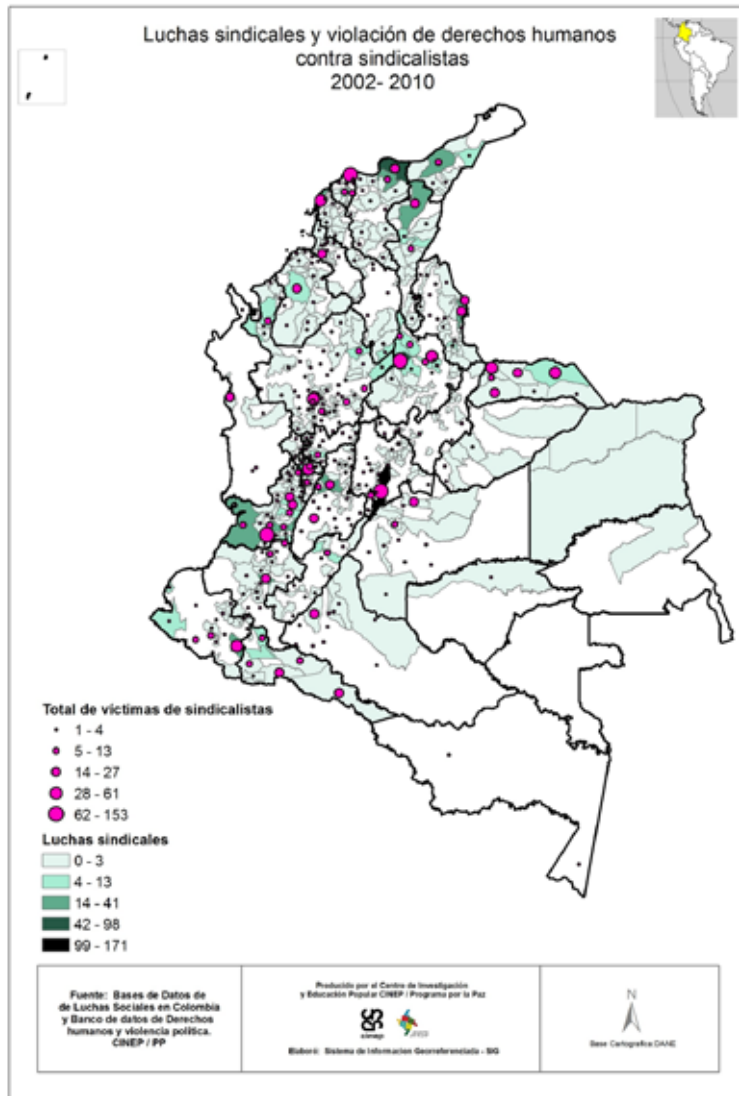 Luchas sindicales y violación de derechos humanos
contra sindicalistas
2002- 2010
Total de víctimas de sindicalistas
1 - 4
5 - 13
14 - 27
28 - 61
62 - 153
Luchas sindicales
0 - 3
4 - 13
14 - 41
42 - 98
99 - 171
Fuente: Bases de Datos de
de Luchas Sociales en Colombia
y Banco de datos de Derechos
humanos y violencia política.
CINEP / PP
Producido por el Centro de Investigación
y Educación Popular CINEP / Programa por la Paz
cinep
Elaboró: Sistema de Informacion Georreferenciada - SIG
N
Base Cartografica:DANE